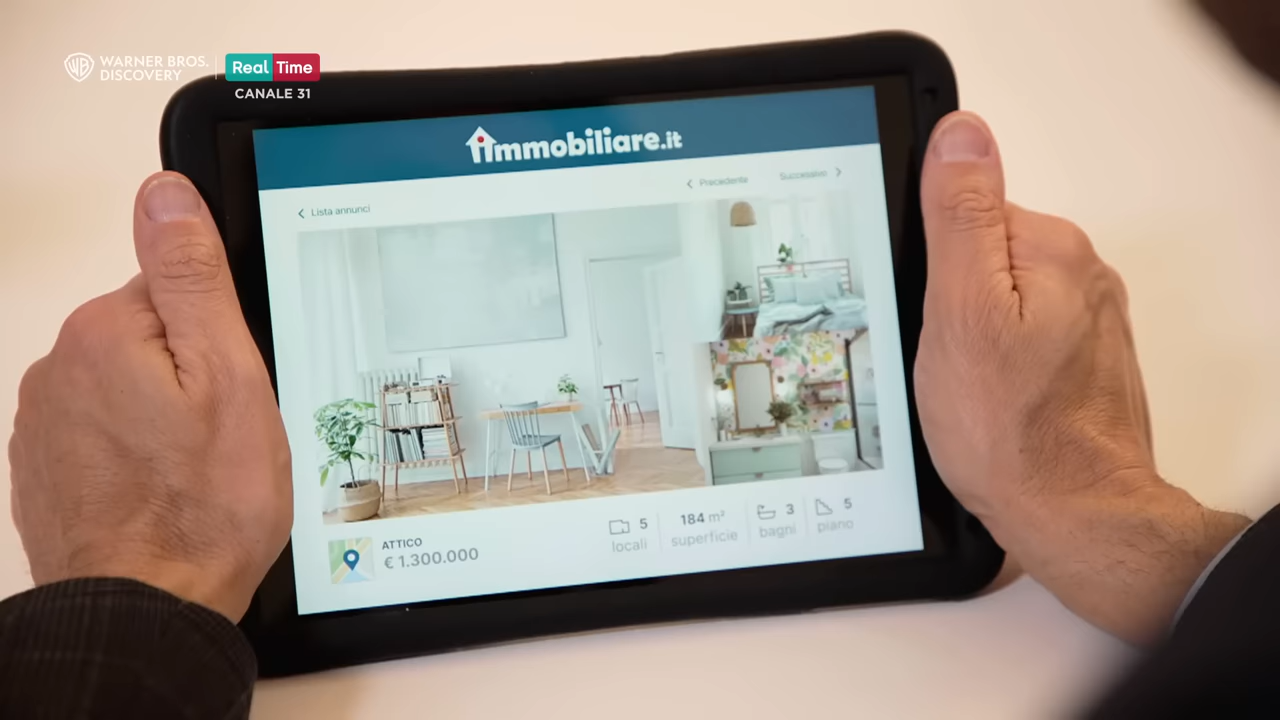 WARNER BROS.
DISCOVERY
Real Time
CANALE 31
immobiliare.it
Precedente Successivo
Lista annunci
ATTICO
€ 1.300.000
5
locali
184 m²
superficie
3
bagni
5
piano